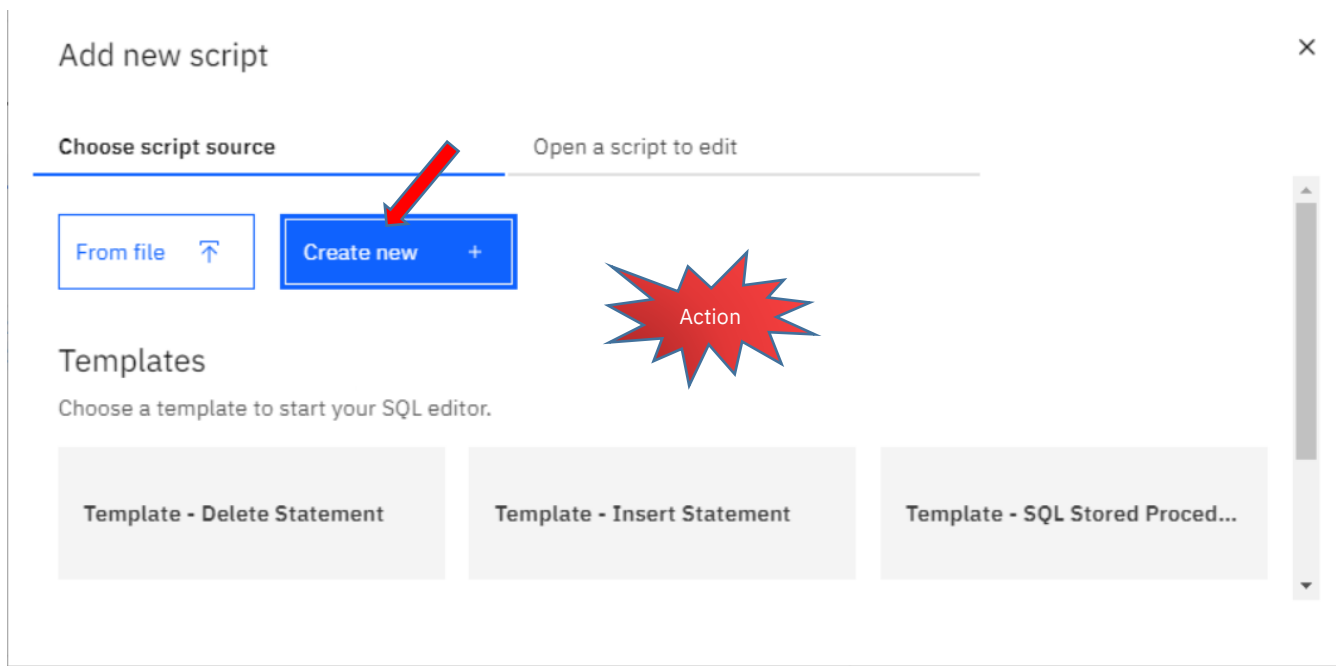 Add new script
Choose script source
Open a script to edit
From file
Create new +
Action
Templates
Choose a template to start your SQL editor.
Template - Delete Statement
Template - Insert Statement
Template - SQL Stored Proced...